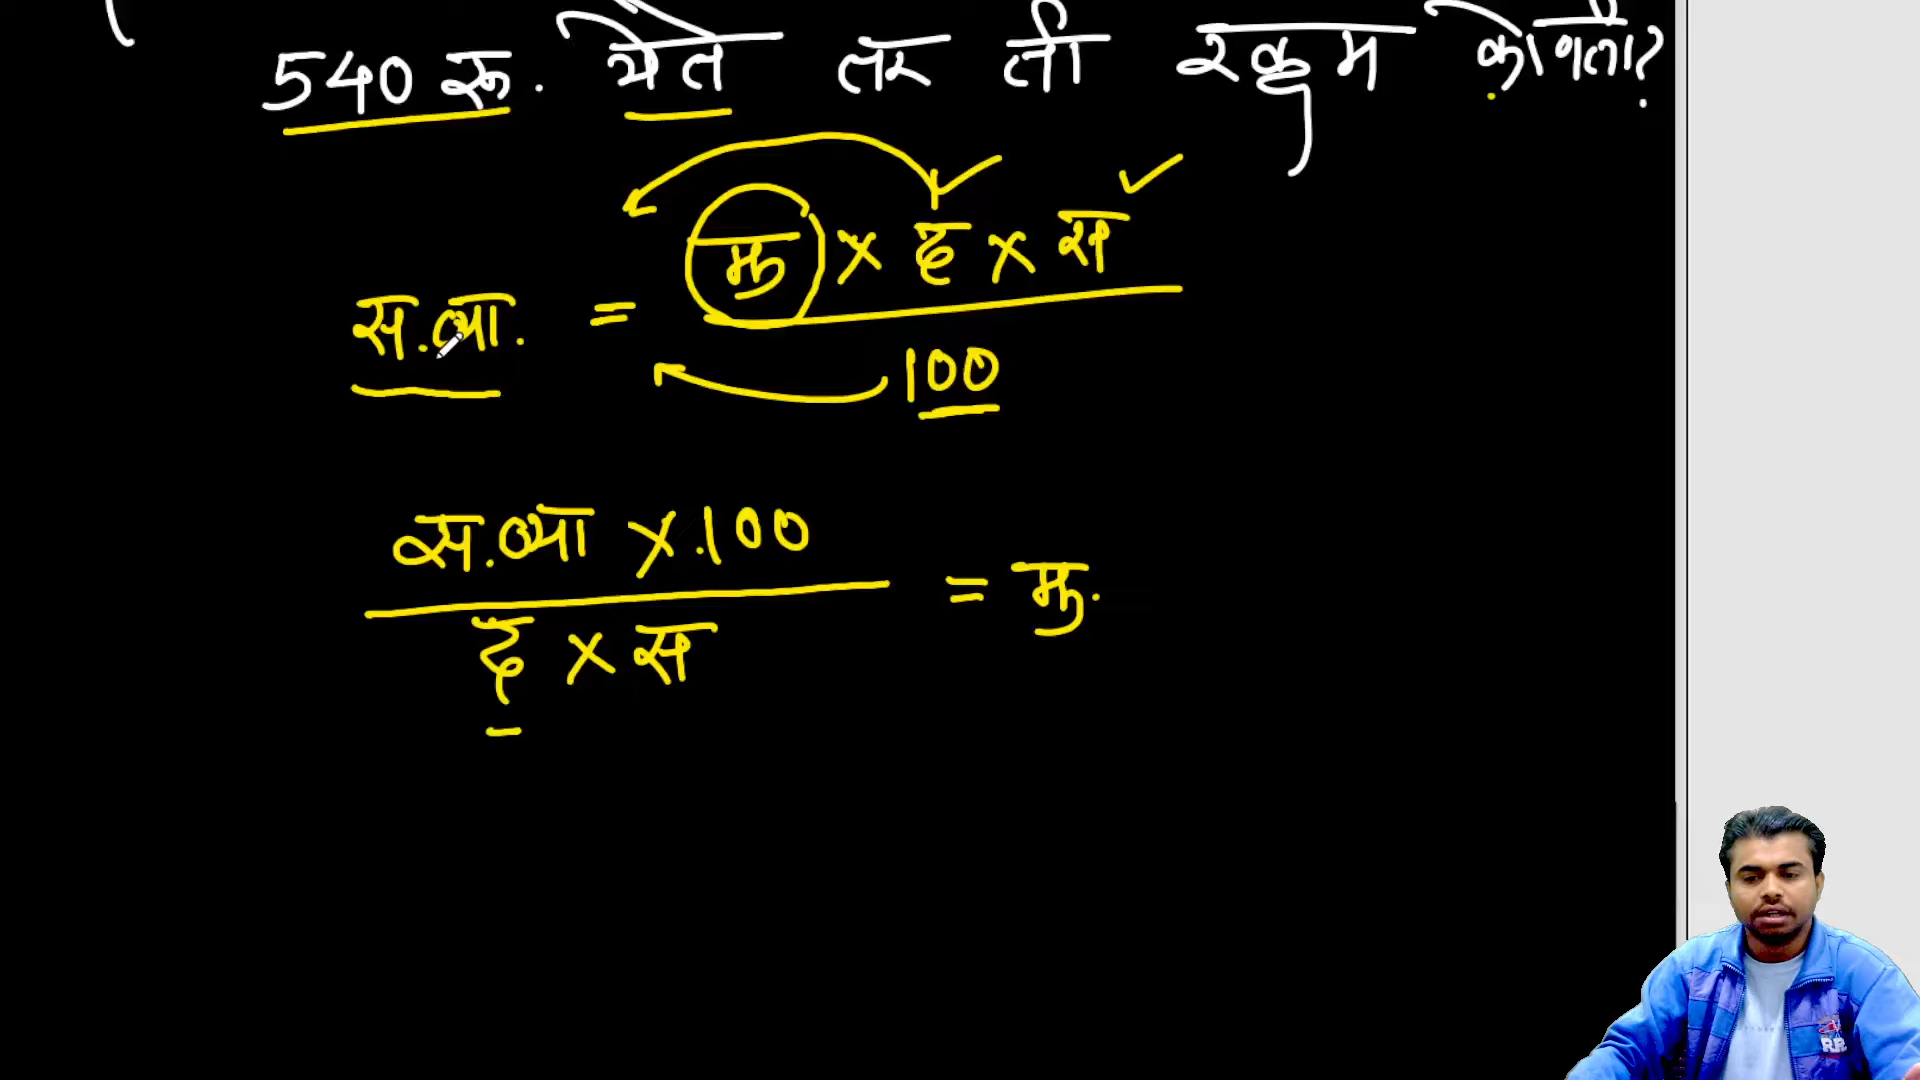 540 रू. येते तर ती रक्कम कोणती?
स.व्या. = मु × द × स
100
स.व्या × 100
= मु.
द × स